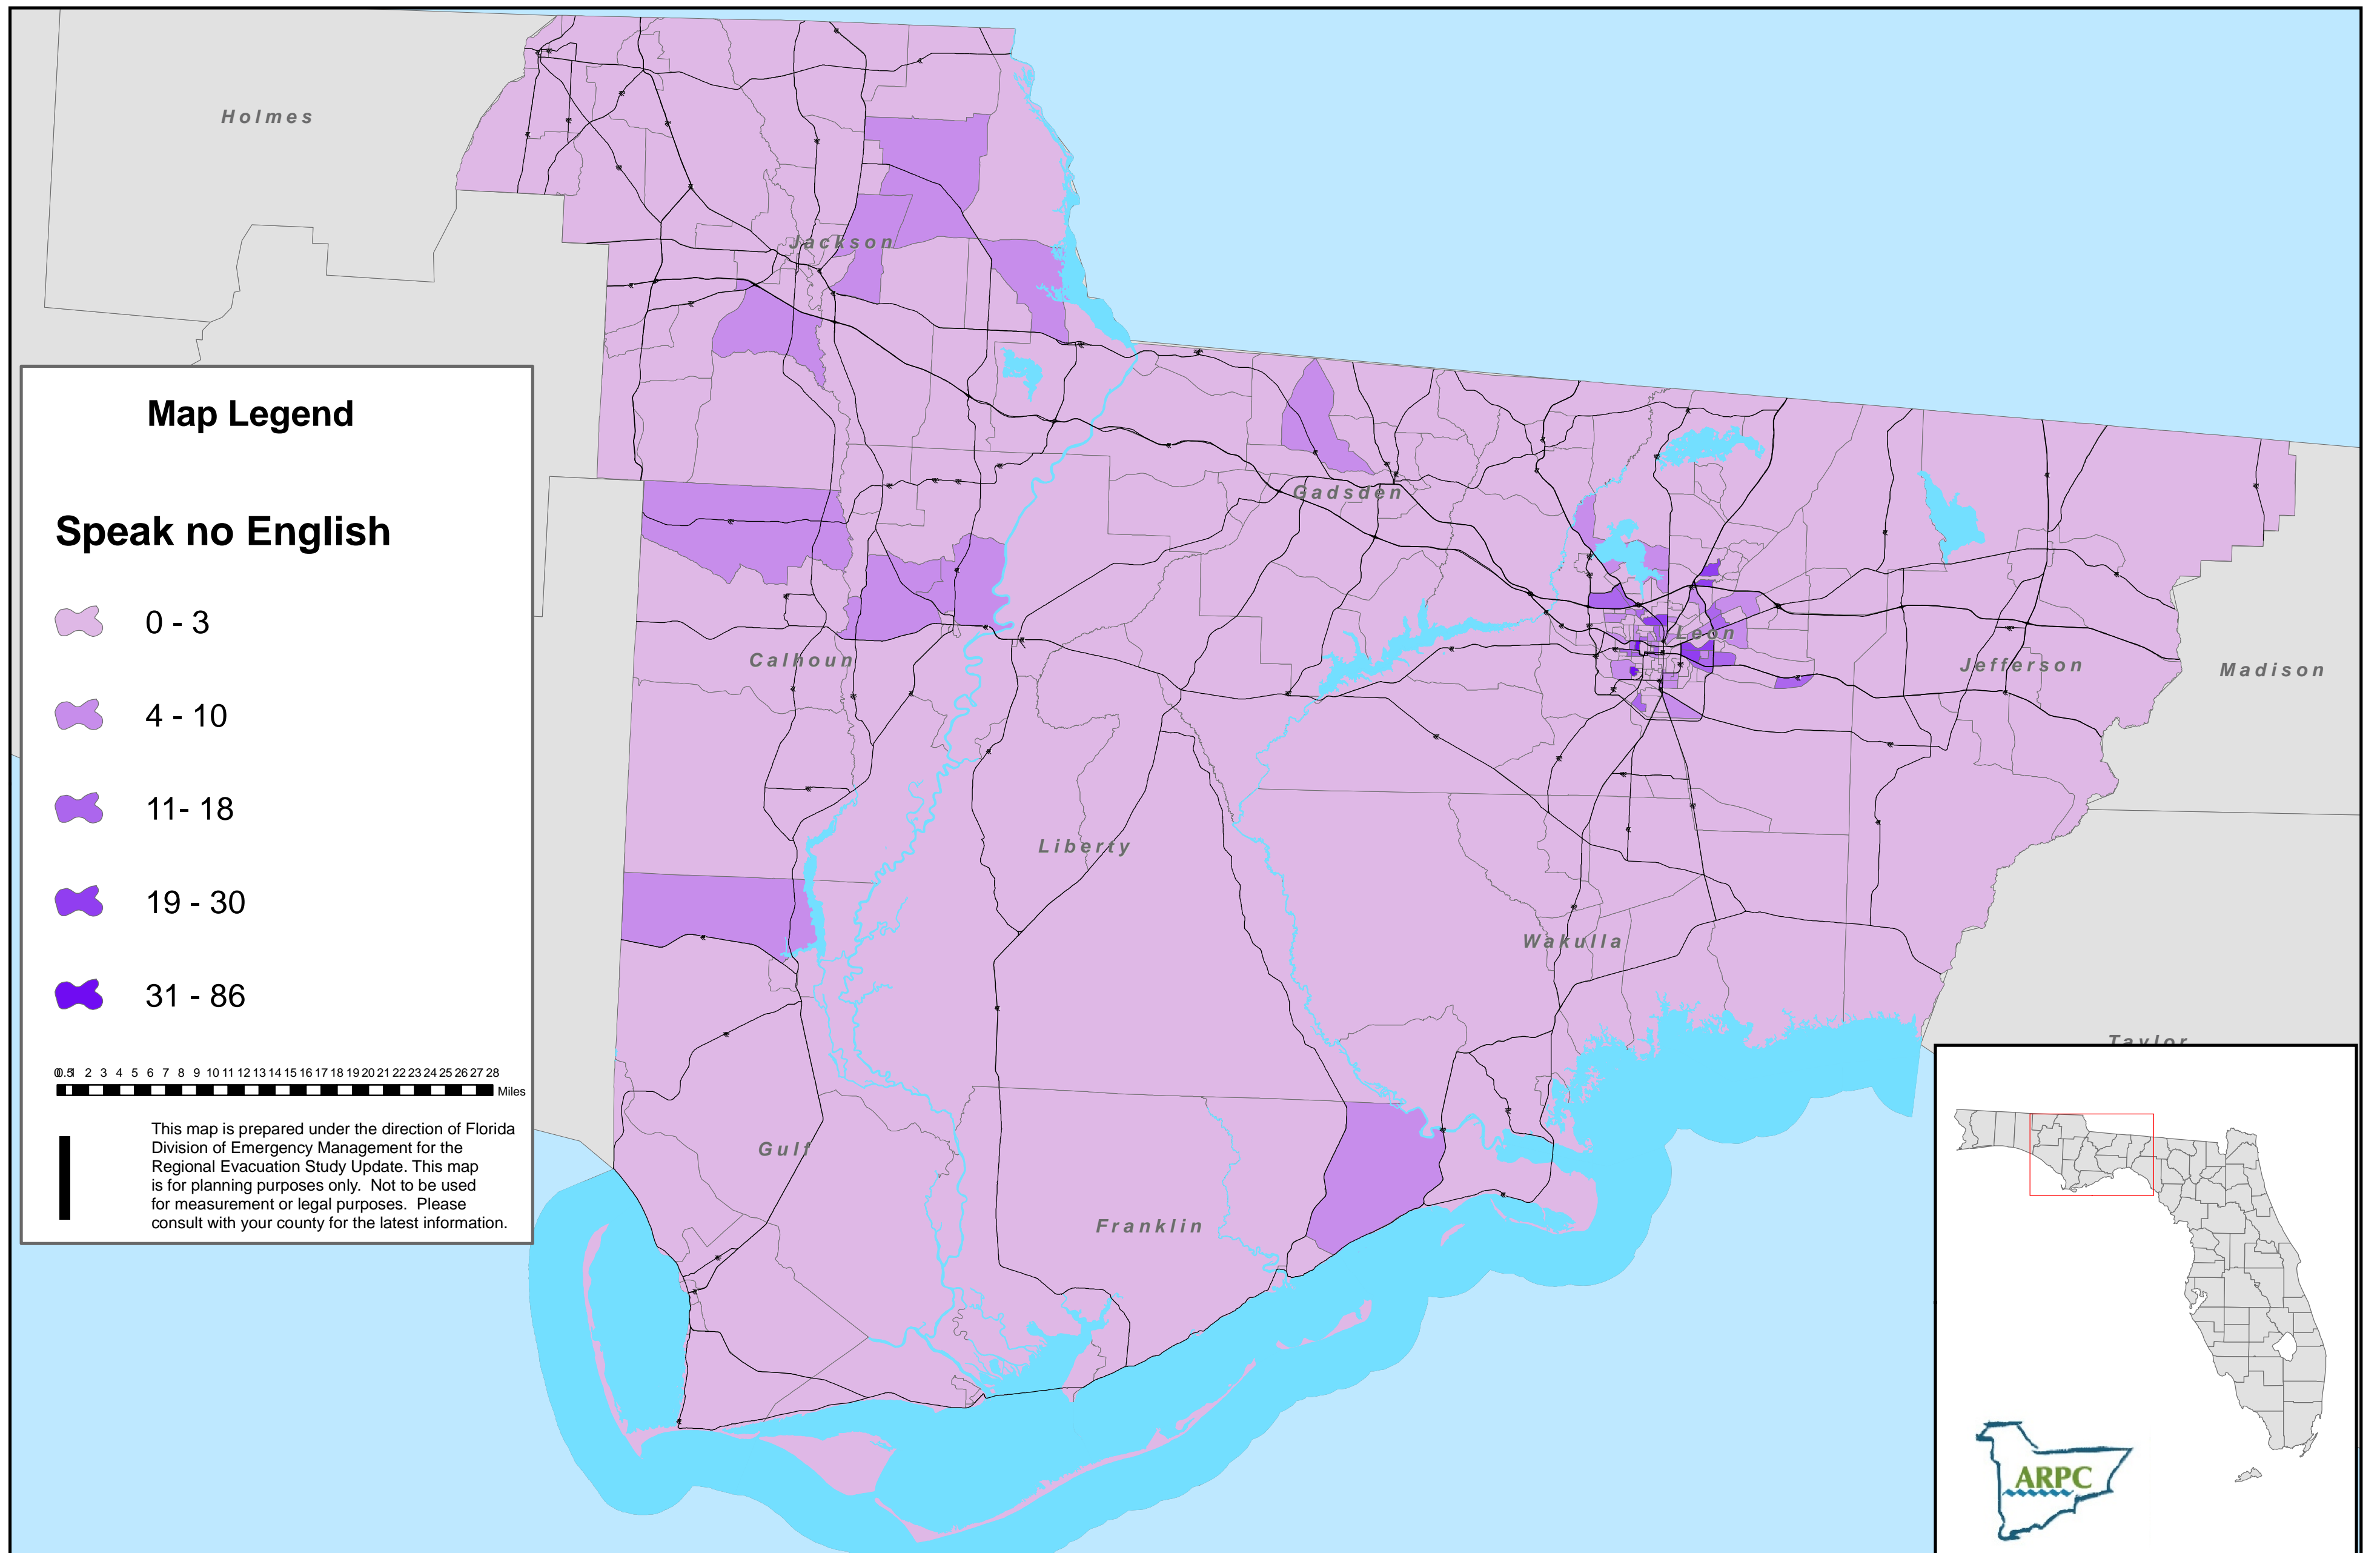 Holmes
Jackson
Map Legend
Speak no English
0 - 3
4 - 10
11- 18
19 - 30
31 - 86
0 0.5 1 2 3 4 5 6 7 8 9 10 11 12 13 14 15 16 17 18 19 20 21 22 23 24 25 26 27 28
Miles
This map is prepared under the direction of Florida
Division of Emergency Management for the
Regional Evacuation Study Update. This map
is for planning purposes only. Not to be used
for measurement or legal purposes. Please
consult with your county for the latest information.
Gadsden
Leon
Calhoun
Jefferson
Madison
Liberty
Wakulla
Taylor
Gulf
Franklin
ARPC